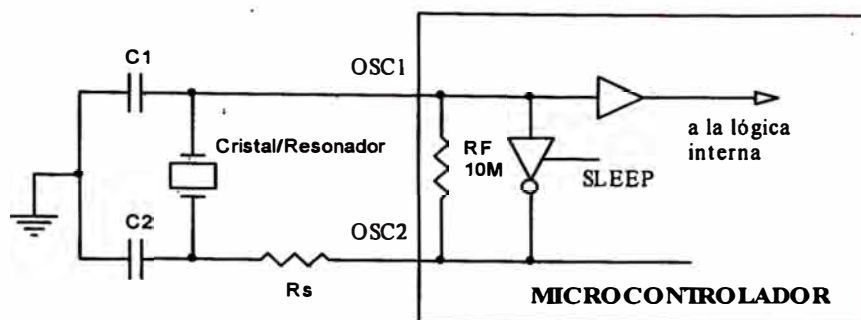 C1
OSC1
Cristal/Resonador
RF
10M
a la lógica
interna
SLEEP
C2
OSC2
Rs
MICROCONTROLADOR